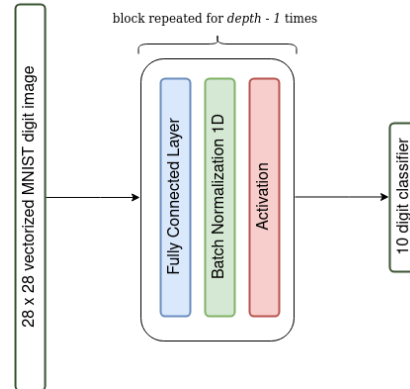 block repeated for depth - 1 times
28 x 28 vectorized MNIST digit image
Fully Connected Layer
Batch Normalization 1D
Activation
10 digit classifier